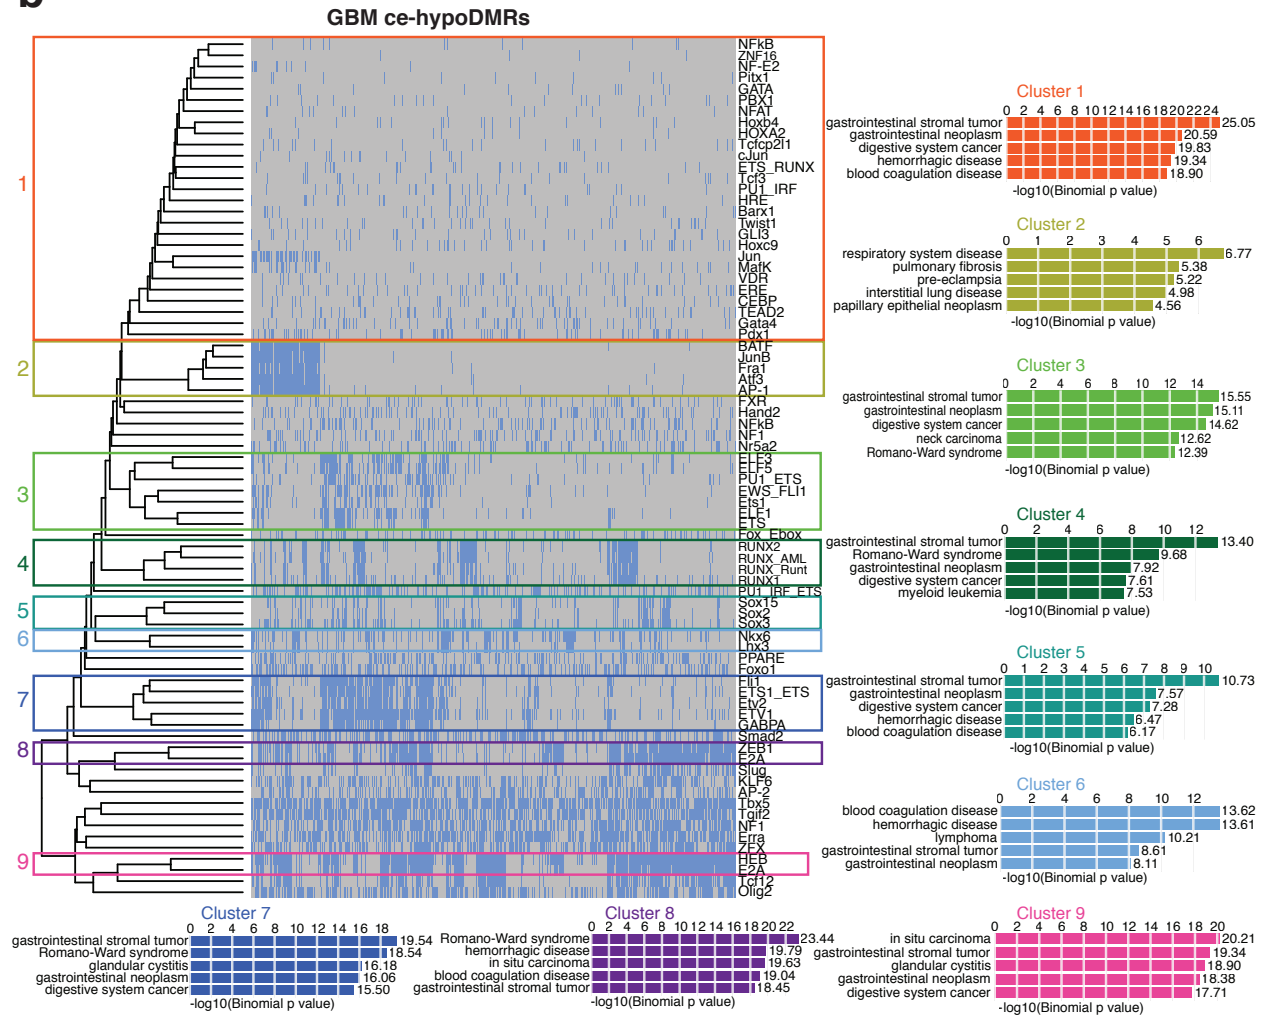 b
GBM ce-hypoDMRs
1
NFkB
ZNF16
NF-E2
Pitx1
GATA
PBX1
NFAT
Hoxb4
HOXA2
Tcfcp2l1
cJun
ETS_RUNX
Tcf3
PU1_IRF
HRE
Barx1
Twist1
GLI3
Hoxc9
Jun
MafK
VDR
ERE
CEBP
TEAD2
Gata4
Pdx1
2
BATF
JunB
Fra1
Atf3
AP-1
FXR
Hand2
NFkB
NF1
Nr5a2
3
ELF3
ELF5
PU1_ETS
EWS_FLI1
Ets1
ELF1
ETS
Fox_Ebox
4
RUNX2
RUNX_AML
RUNX_Runt
RUNX1
PU1_IRF_ETS
5
Sox15
Sox2
Sox3
6
Nkx6
Lhx3
PPARE
Foxo1
7
Fli1
ETS1_ETS
Etv2
ETV1
GABPA
Smad2
8
ZEB1
E2A
Slug
KLF6
AP-2
Tbx5
Tgif2
NF1
Erra
ZFX
9
HEB
E2A
Tcf12
Olig2
Cluster 1
0 2 4 6 8 10 12 14 16 18 20 22 24
gastrointestinal stromal tumor 25.05
gastrointestinal neoplasm 20.59
digestive system cancer 19.83
hemorrhagic disease 19.34
blood coagulation disease 18.90
-log10(Binomial p value)
Cluster 2
0 1 2 3 4 5 6
respiratory system disease 6.77
pulmonary fibrosis 5.38
pre-eclampsia 5.22
interstitial lung disease 4.98
papillary epithelial neoplasm 4.56
-log10(Binomial p value)
Cluster 3
0 2 4 6 8 10 12 14
gastrointestinal stromal tumor 15.55
gastrointestinal neoplasm 15.11
digestive system cancer 14.62
neck carcinoma 12.62
Romano-Ward syndrome 12.39
-log10(Binomial p value)
Cluster 4
0 2 4 6 8 10 12
gastrointestinal stromal tumor 13.40
Romano-Ward syndrome 9.68
gastrointestinal neoplasm 7.92
digestive system cancer 7.61
myeloid leukemia 7.53
-log10(Binomial p value)
Cluster 5
0 1 2 3 4 5 6 7 8 9 10
gastrointestinal stromal tumor 10.73
gastrointestinal neoplasm 7.57
digestive system cancer 7.28
hemorrhagic disease 6.47
blood coagulation disease 6.17
-log10(Binomial p value)
Cluster 6
0 2 4 6 8 10 12
blood coagulation disease 13.62
hemorrhagic disease 13.61
lymphoma 10.21
gastrointestinal stromal tumor 8.61
gastrointestinal neoplasm 8.11
-log10(Binomial p value)
Cluster 7
0 2 4 6 8 10 12 14 16 18
gastrointestinal stromal tumor 19.54
Romano-Ward syndrome 18.54
glandular cystitis 16.18
gastrointestinal neoplasm 16.06
digestive system cancer 15.50
-log10(Binomial p value)
Cluster 8
0 2 4 6 8 10 12 14 16 18 20 22
Romano-Ward syndrome 23.44
hemorrhagic disease 19.79
in situ carcinoma 19.63
blood coagulation disease 19.04
gastrointestinal stromal tumor 18.45
-log10(Binomial p value)
Cluster 9
0 2 4 6 8 10 12 14 16 18 20
in situ carcinoma 20.21
gastrointestinal stromal tumor 19.34
glandular cystitis 18.90
gastrointestinal neoplasm 18.38
digestive system cancer 17.71
-log10(Binomial p value)